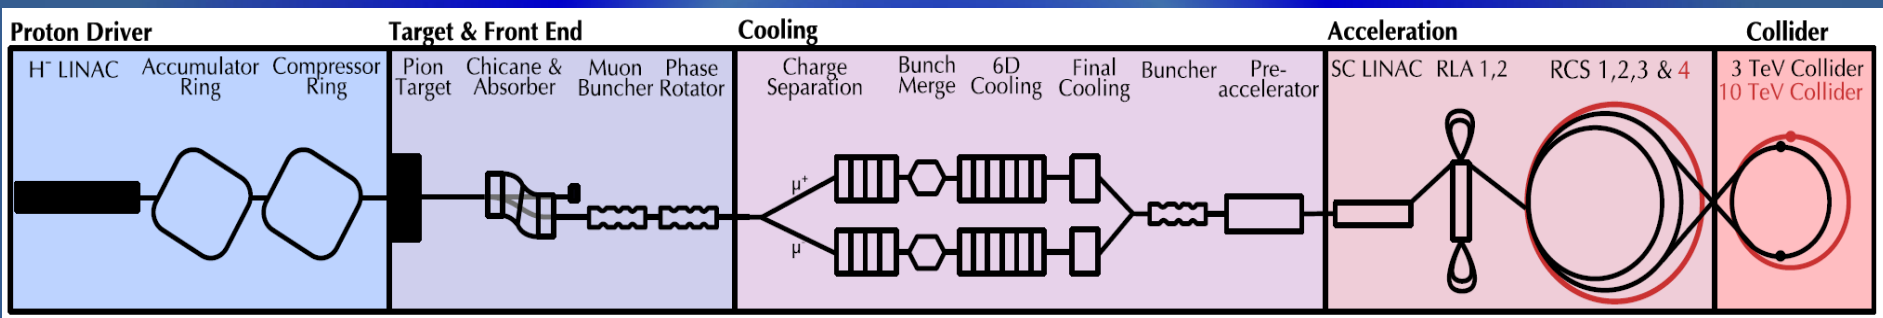 Proton Driver
Target & Front End
Cooling
Acceleration
Collider
H⁻ LINAC
Accumulator
Ring
Compressor
Ring
Pion
Target
Chicane &
Absorber
Muon
Buncher
Phase
Rotator
Charge
Separation
Bunch
Merge
6D
Cooling
Final
Cooling
Buncher
Pre-
accelerator
SC LINAC
RLA 1,2
RCS 1,2,3 & 4
3 TeV Collider
10 TeV Collider
μ⁺
μ⁻